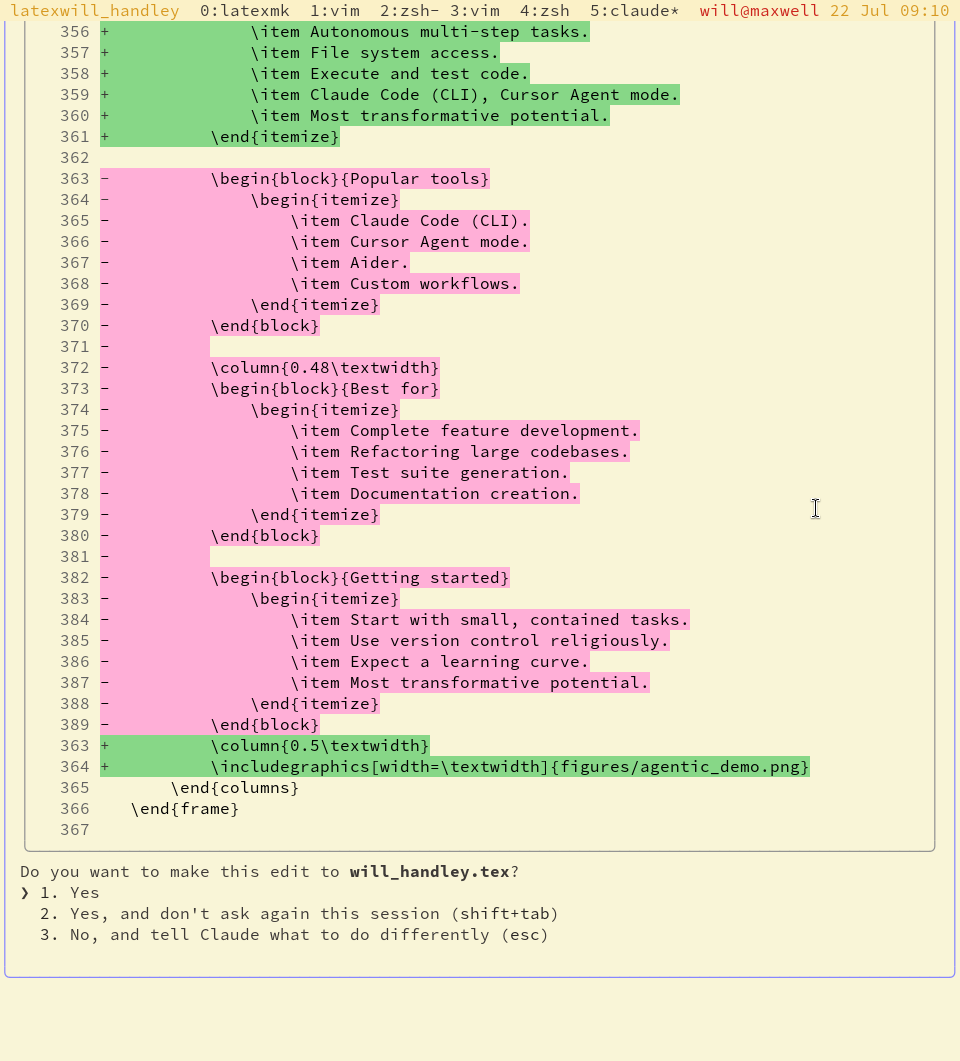 latexwill_handley 0:latexmk 1:vim 2:zsh- 3:vim 4:zsh 5:claude* will@maxwell 22 Jul 09:10
356 + \item Autonomous multi-step tasks.
357 + \item File system access.
358 + \item Execute and test code.
359 + \item Claude Code (CLI), Cursor Agent mode.
360 + \item Most transformative potential.
361 + \end{itemize}
362
363 - \begin{block}{Popular tools}
364 - \begin{itemize}
365 - \item Claude Code (CLI).
366 - \item Cursor Agent mode.
367 - \item Aider.
368 - \item Custom workflows.
369 - \end{itemize}
370 - \end{block}
371 -
372 - \column{0.48\textwidth}
373 - \begin{block}{Best for}
374 - \begin{itemize}
375 - \item Complete feature development.
376 - \item Refactoring large codebases.
377 - \item Test suite generation.
378 - \item Documentation creation.
379 - \end{itemize}
380 - \end{block}
381 -
382 - \begin{block}{Getting started}
383 - \begin{itemize}
384 - \item Start with small, contained tasks.
385 - \item Use version control religiously.
386 - \item Expect a learning curve.
387 - \item Most transformative potential.
388 - \end{itemize}
389 - \end{block}
363 + \column{0.5\textwidth}
364 + \includegraphics[width=\textwidth]{figures/agentic_demo.png}
365 \end{columns}
366 \end{frame}
367
Do you want to make this edit to will_handley.tex?
❯ 1. Yes
2. Yes, and don't ask again this session (shift+tab)
3. No, and tell Claude what to do differently (esc)